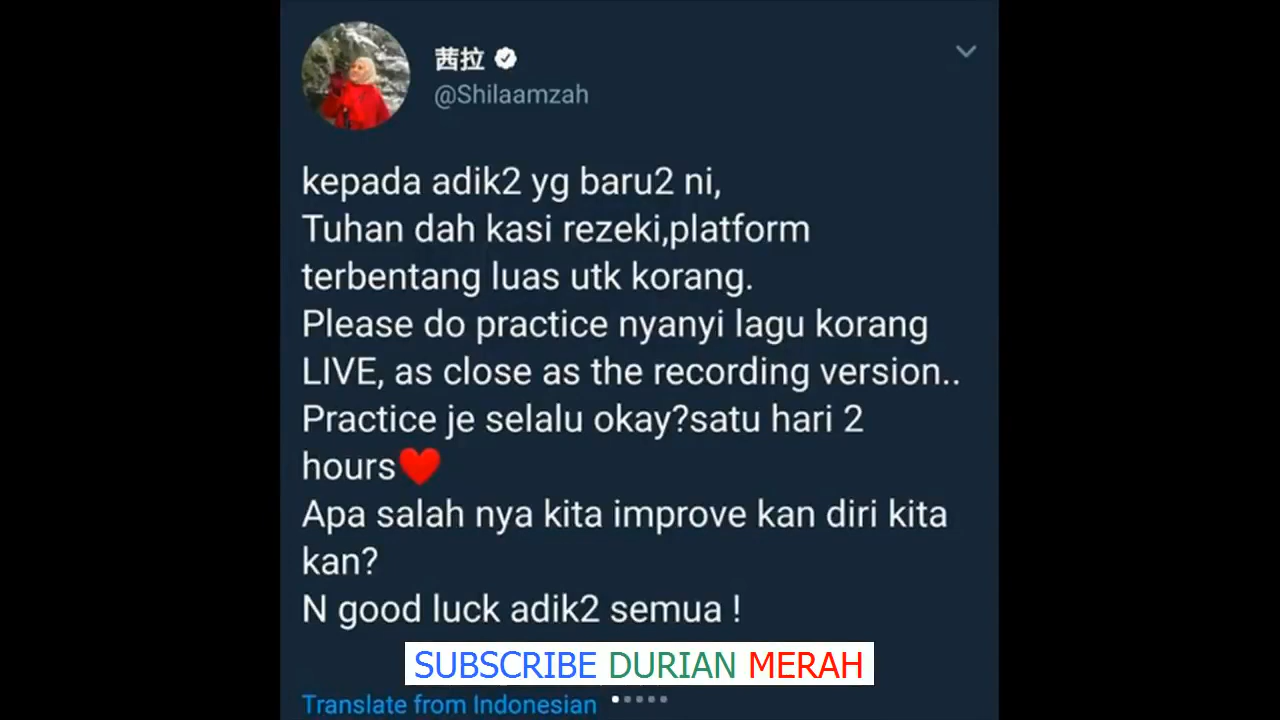 茜拉
@Shilaamzah
kepada adik2 yg baru2 ni,
Tuhan dah kasi rezeki,platform
terbentang luas utk korang.
Please do practice nyanyi lagu korang
LIVE, as close as the recording version..
Practice je selalu okay?satu hari 2
hours❤️
Apa salah nya kita improve kan diri kita
kan?
N good luck adik2 semua !
SUBSCRIBE DURIAN MERAH
Translate from Indonesian